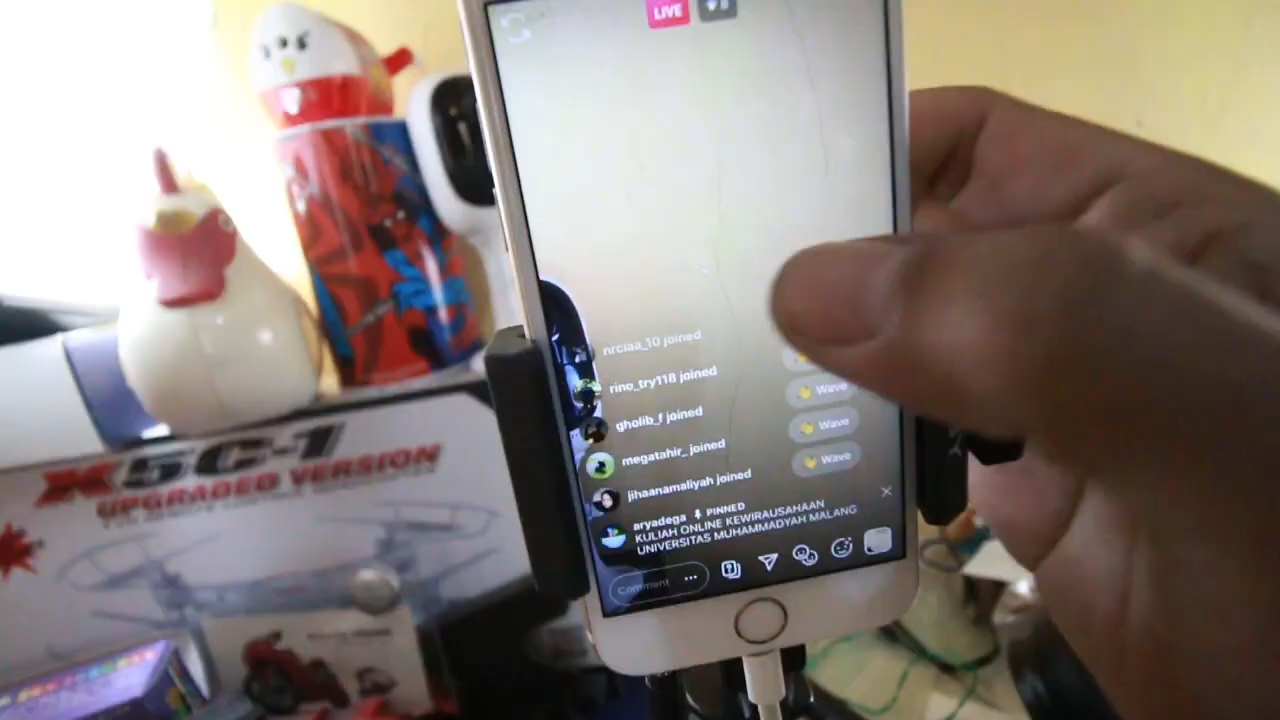 LIVE
nrciaa_10 joined
rino_try118 joined
Wave
gholib_f joined
Wave
megatahir_ joined
Wave
jihaanamaliyah joined
aryadega PINNED
KULIAH ONLINE KEWIRAUSAHAAN
UNIVERSITAS MUHAMMADYAH MALANG
Comment
X5C-1
UPGRADED VERSION